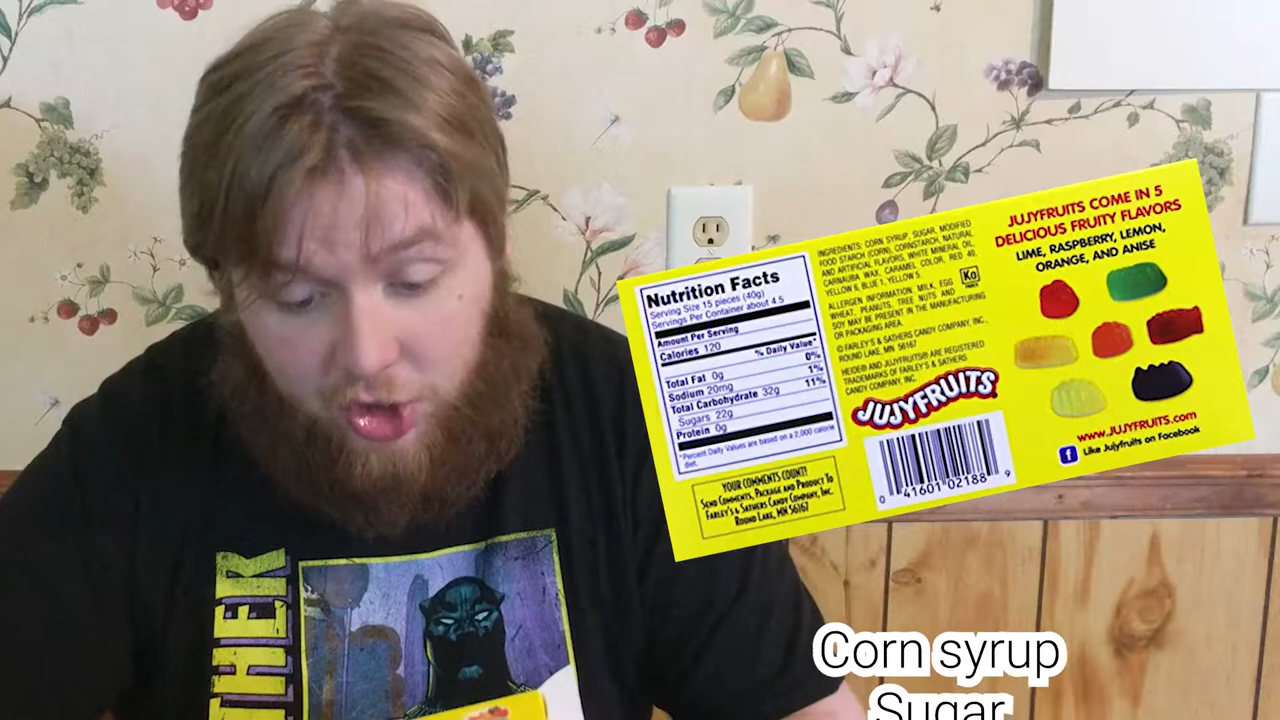 Nutrition Facts
Serving Size 15 pieces (40g)
Servings Per Container about 4.5
Amount Per Serving
Calories 120
% Daily Value*
Total Fat 0g 0%
Sodium 20mg 1%
Total Carbohydrate 32g 11%
Sugars 22g
Protein 0g
*Percent Daily Values are based on a 2,000 calorie
diet.
YOUR COMMENTS COUNT!
SEND COMMENTS, PACKAGE AND PRODUCT TO
FARLEY'S & SATHERS CANDY COMPANY, INC.
ROUND LAKE, MN 56167
INGREDIENTS: CORN SYRUP, SUGAR, MODIFIED
FOOD STARCH (CORN), CORNSTARCH, NATURAL
AND ARTIFICIAL FLAVORS, WHITE MINERAL OIL,
CARNAUBA WAX, CARAMEL COLOR, RED 40,
YELLOW 6, BLUE 1, YELLOW 5.
Ko
ALLERGEN INFORMATION: MILK, EGG
WHEAT, PEANUTS, TREE NUTS AND
SOY MAY BE PRESENT IN THE MANUFACTURING
OR PACKAGING AREA.
© FARLEY'S & SATHERS CANDY COMPANY, INC.,
ROUND LAKE, MN 56167
HEIDE® AND JUJYFRUITS® ARE REGISTERED
TRADEMARKS OF FARLEY'S & SATHERS
CANDY COMPANY, INC.
JUJYFRUITS
0 41601 02188 9
JUJYFRUITS COME IN 5
DELICIOUS FRUITY FLAVORS
LIME, RASPBERRY, LEMON,
ORANGE, AND ANISE
www.JUJYFRUITS.com
f Like Jujyfruits on Facebook
THER
Corn syrup
Sugar